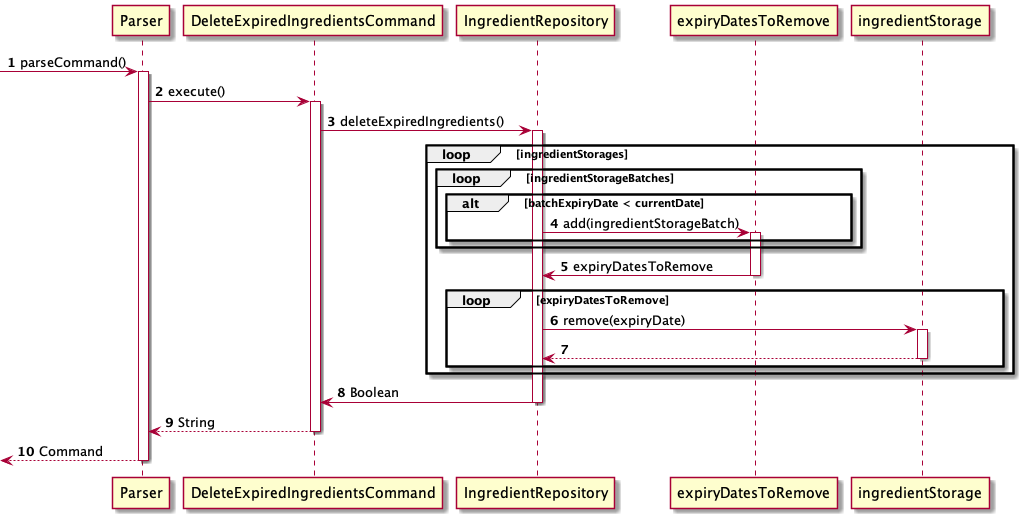 Parser DeleteExpiredIngredientsCommand IngredientRepository expiryDatesToRemove ingredientStorage
1 parseCommand()
2 execute()
3 deleteExpiredIngredients()
loop [ingredientStorages]
loop [ingredientStorageBatches]
alt [batchExpiryDate < currentDate]
4 add(ingredientStorageBatch)
5 expiryDatesToRemove
loop [expiryDatesToRemove]
6 remove(expiryDate)
7
8 Boolean
9 String
10 Command
Parser DeleteExpiredIngredientsCommand IngredientRepository expiryDatesToRemove ingredientStorage